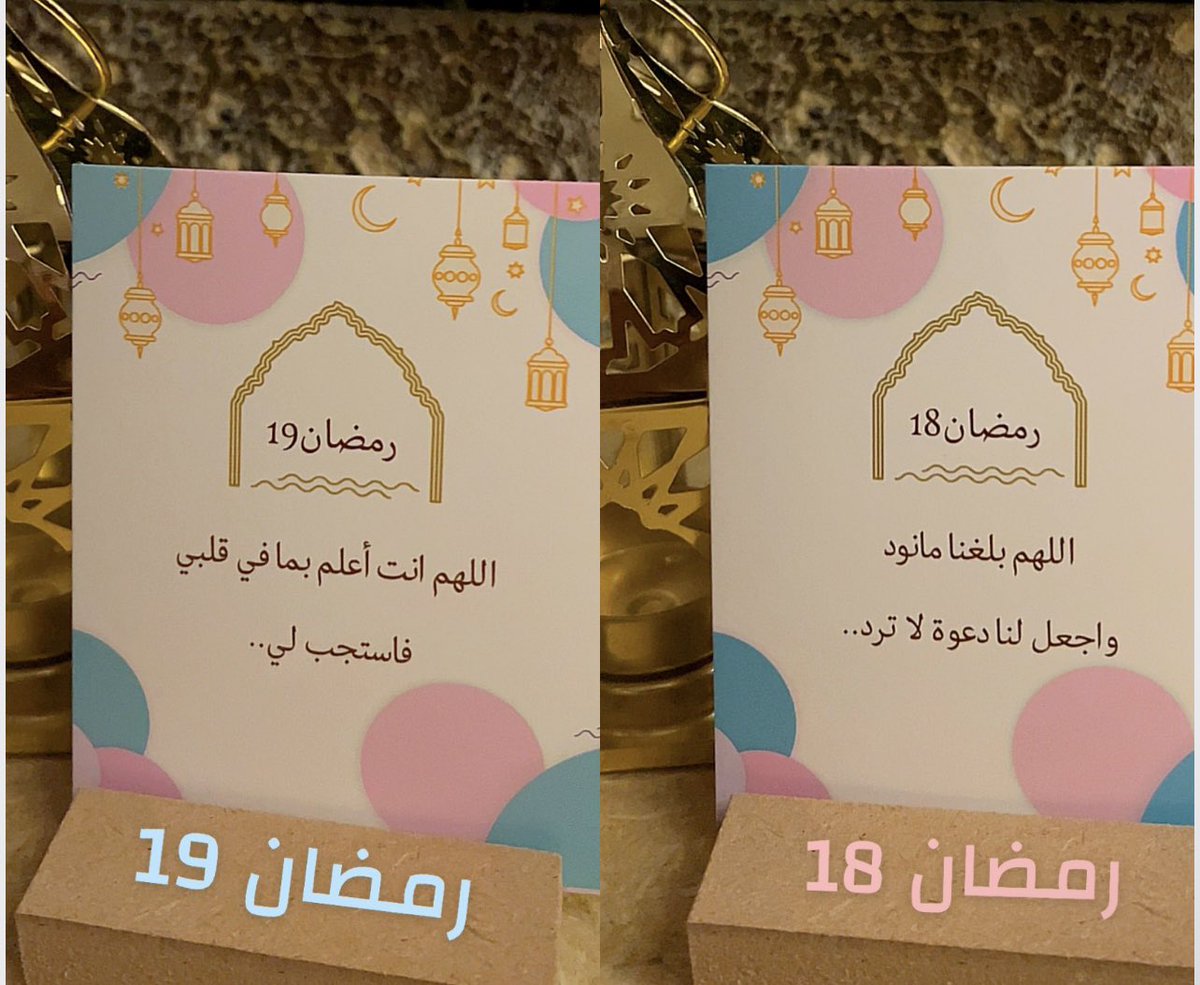 رمضان18
اللهم بلغنا مانود
واجعل لنا دعوة لا ترد..
رمضان 18
رمضان19
اللهم انت أعلم بما في قلبي
فاستجب لي..
رمضان 19